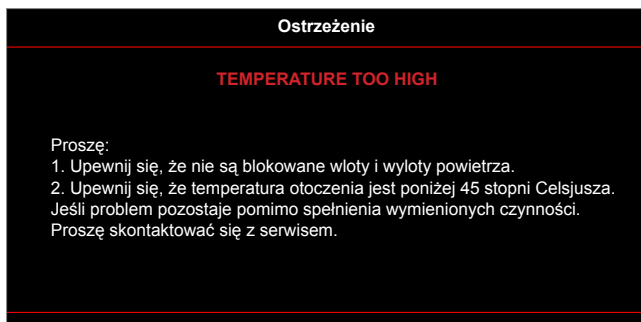 Ostrzeżenie
TEMPERATURE TOO HIGH
Proszę:
1. Upewnij się, że nie są blokowane wloty i wyloty powietrza.
2. Upewnij się, że temperatura otoczenia jest poniżej 45 stopni Celsjusza.
Jeśli problem pozostaje pomimo spełnienia wymienionych czynności.
Proszę skontaktować się z serwisem.